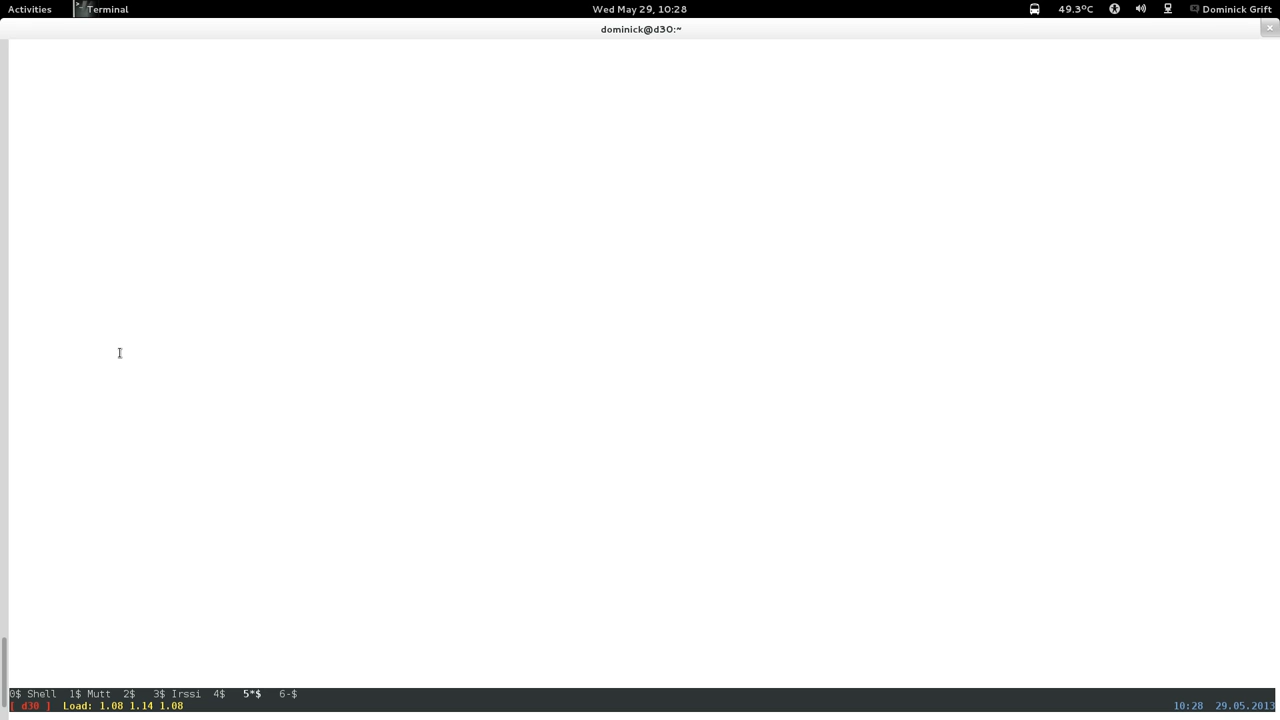 Activities Terminal Wed May 29, 10:28 49.3°C Dominick Grift
dominick@d30:~
0$ Shell 1$ Mutt 2$ 3$ Irssi 4$ 5*$ 6-$
[ d30 ] Load: 1.08 1.14 1.08 10:28 29.05.2013